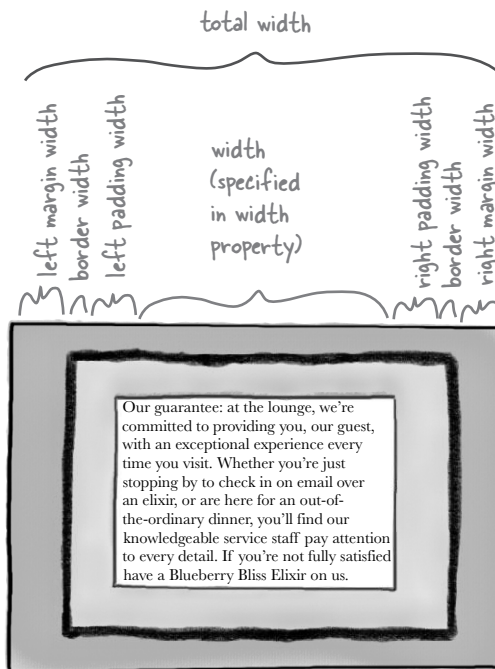 total width
left margin width
border width
left padding width
width
(specified
in width
property)
right padding width
border width
right margin width
Our guarantee: at the lounge, we’re
committed to providing you, our guest,
with an exceptional experience every
time you visit. Whether you’re just
stopping by to check in on email over
an elixir, or are here for an out-of-
the-ordinary dinner, you’ll find our
knowledgeable service staff pay attention
to every detail. If you’re not fully satisfied
have a Blueberry Bliss Elixir on us.